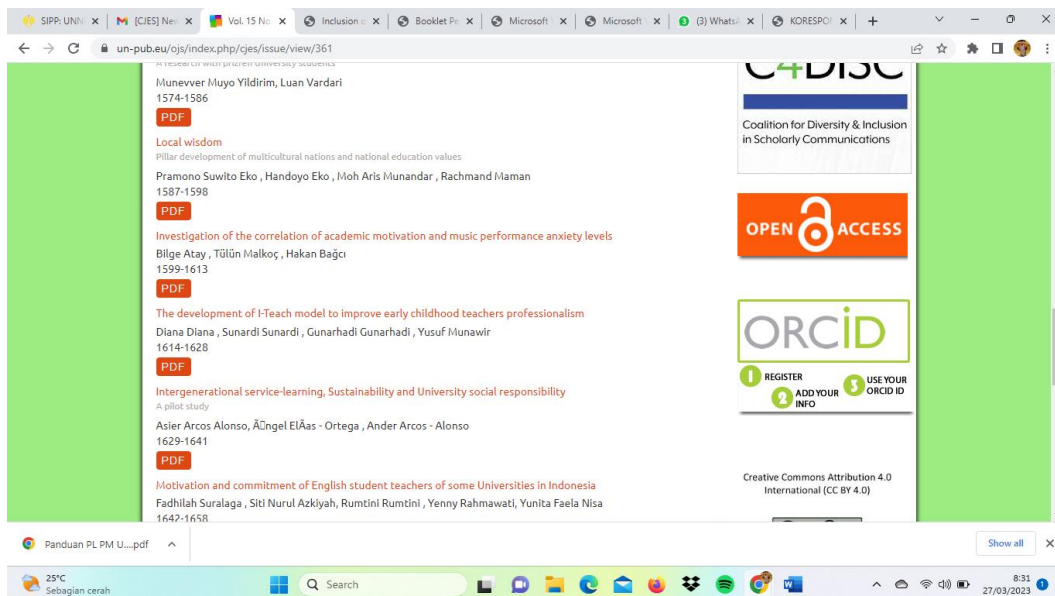 SIPP: UNN
[CJES] Nev
Vol. 15 No.
Inclusion o
Booklet Pe
Microsoft
Microsoft
(3) WhatsA
KORESPO
un-pub.eu/ojs/index.php/cjes/issue/view/361
A research with prizren university students
Munevver Muyo Yildirim, Luan Vardari
1574-1586
PDF
Local wisdom
Pillar development of multicultural nations and national education values
Pramono Suwito Eko , Handoyo Eko , Moh Aris Munandar , Rachmand Maman
1587-1598
PDF
Investigation of the correlation of academic motivation and music performance anxiety levels
Bilge Atay , Tülün Malkoç , Hakan Bağcı
1599-1613
PDF
The development of I-Teach model to improve early childhood teachers professionalism
Diana Diana , Sunardi Sunardi , Gunarhadi Gunarhadi , Yusuf Munawir
1614-1628
PDF
Intergenerational service-learning, Sustainability and University social responsibility
A pilot study
Asier Arcos Alonso, Ãngel ElÃas - Ortega , Ander Arcos - Alonso
1629-1641
PDF
Motivation and commitment of English student teachers of some Universities in Indonesia
Fadhilah Suralaga , Siti Nurul Azkiyah, Rumtini Rumtini , Yenny Rahmawati, Yunita Faela Nisa
1642-1658
C4DISC
Coalition for Diversity & Inclusion
in Scholarly Communications
OPEN ACCESS
ORCiD
1 REGISTER
2 ADD YOUR
INFO
3 USE YOUR
ORCID ID
Creative Commons Attribution 4.0
International (CC BY 4.0)
Panduan PL PM U....pdf
Show all
25°C
Sebagian cerah
Search
8:31
27/03/2023
1